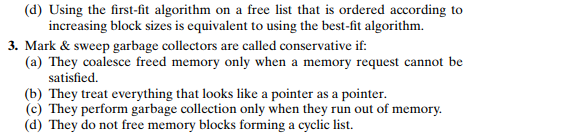 (d) Using the first-fit algorithm on a free list that is ordered according to
increasing block sizes is equivalent to using the best-fit algorithm.
3. Mark & sweep garbage collectors are called conservative if:
(a) They coalesce freed memory only when a memory request cannot be
satisfied.
(b) They treat everything that looks like a pointer as a pointer.
(c) They perform garbage collection only when they run out of memory.
(d) They do not free memory blocks forming a cyclic list.